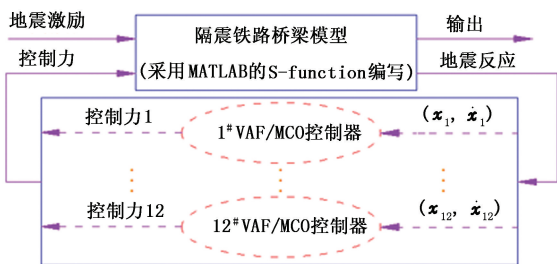 地震激励
隔震铁路桥梁模型
输出
控制力
(采用MATLAB的S-function编写)
地震反应
控制力1
1# VAF/MCO控制器
(x1, ẋ1)
控制力12
12# VAF/MCO控制器
(x12, ẋ12)